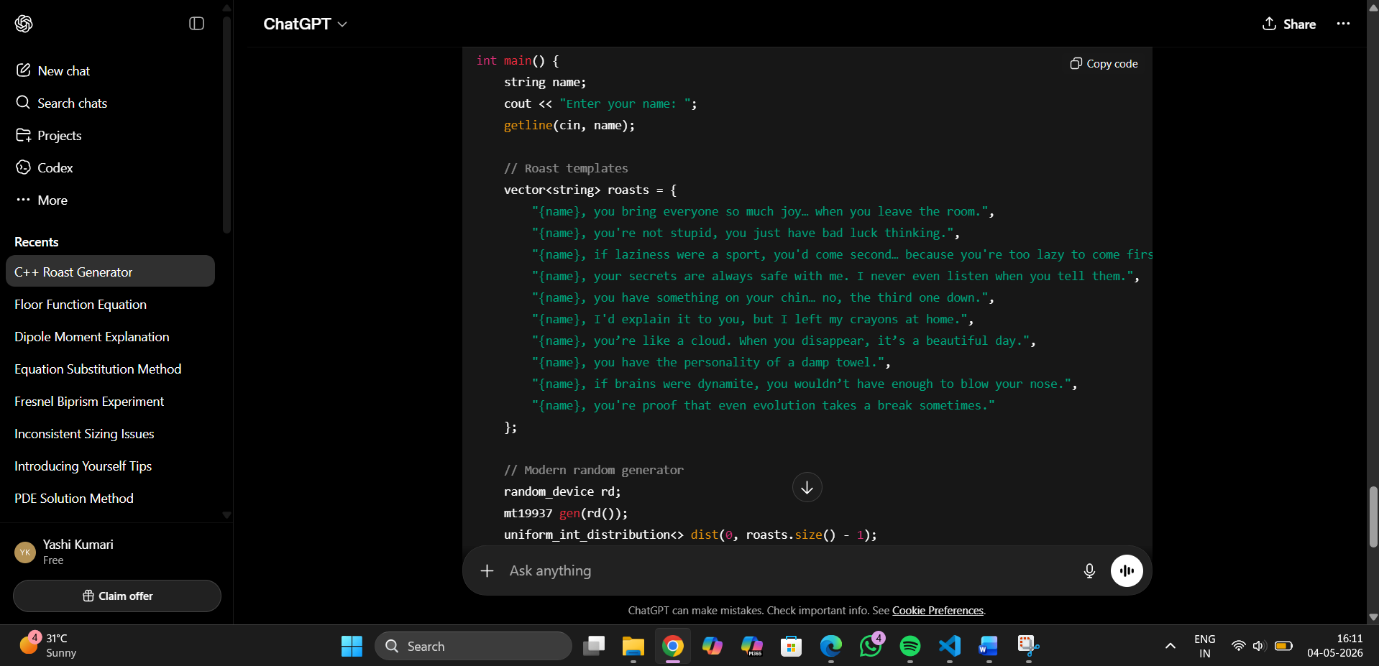 ChatGPT
Share
New chat
Search chats
Projects
Codex
More
Recents
C++ Roast Generator
Floor Function Equation
Dipole Moment Explanation
Equation Substitution Method
Fresnel Biprism Experiment
Inconsistent Sizing Issues
Introducing Yourself Tips
PDE Solution Method
YK
Yashi Kumari
Free
Claim offer
Copy code
int main() {
string name;
cout << "Enter your name: ";
getline(cin, name);
// Roast templates
vector<string> roasts = {
"{name}, you bring everyone so much joy… when you leave the room.",
"{name}, you're not stupid, you just have bad luck thinking.",
"{name}, if laziness were a sport, you'd come second… because you're too lazy to come firs
"{name}, your secrets are always safe with me. I never even listen when you tell them.",
"{name}, you have something on your chin… no, the third one down.",
"{name}, I'd explain it to you, but I left my crayons at home.",
"{name}, you’re like a cloud. When you disappear, it’s a beautiful day.",
"{name}, you have the personality of a damp towel.",
"{name}, if brains were dynamite, you wouldn’t have enough to blow your nose.",
"{name}, you're proof that even evolution takes a break sometimes."
};
// Modern random generator
random_device rd;
mt19937 gen(rd());
uniform_int_distribution<> dist(0, roasts.size() - 1);
Ask anything
ChatGPT can make mistakes. Check important info. See Cookie Preferences.
4
31°C
Sunny
Search
4
ENG
IN
16:11
04-05-2026